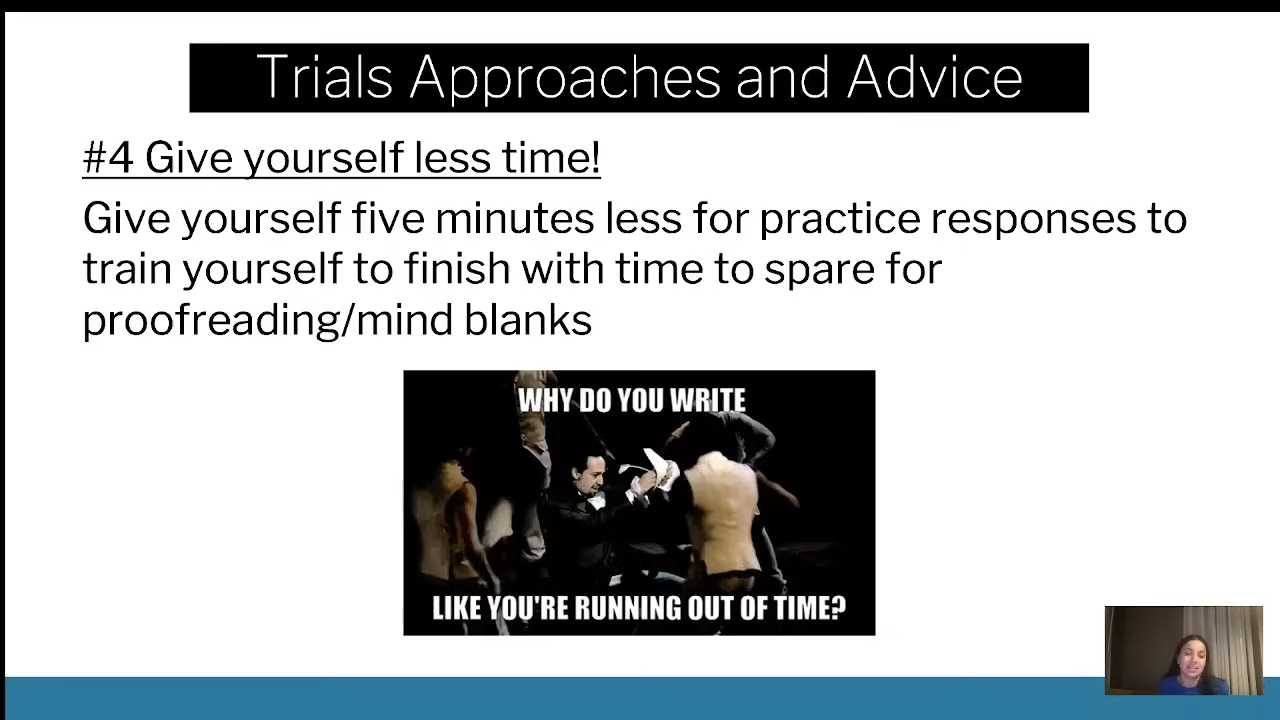 Trials Approaches and Advice
#4 Give yourself less time!
Give yourself five minutes less for practice responses to
train yourself to finish with time to spare for
proofreading/mind blanks
WHY DO YOU WRITE
LIKE YOU'RE RUNNING OUT OF TIME?